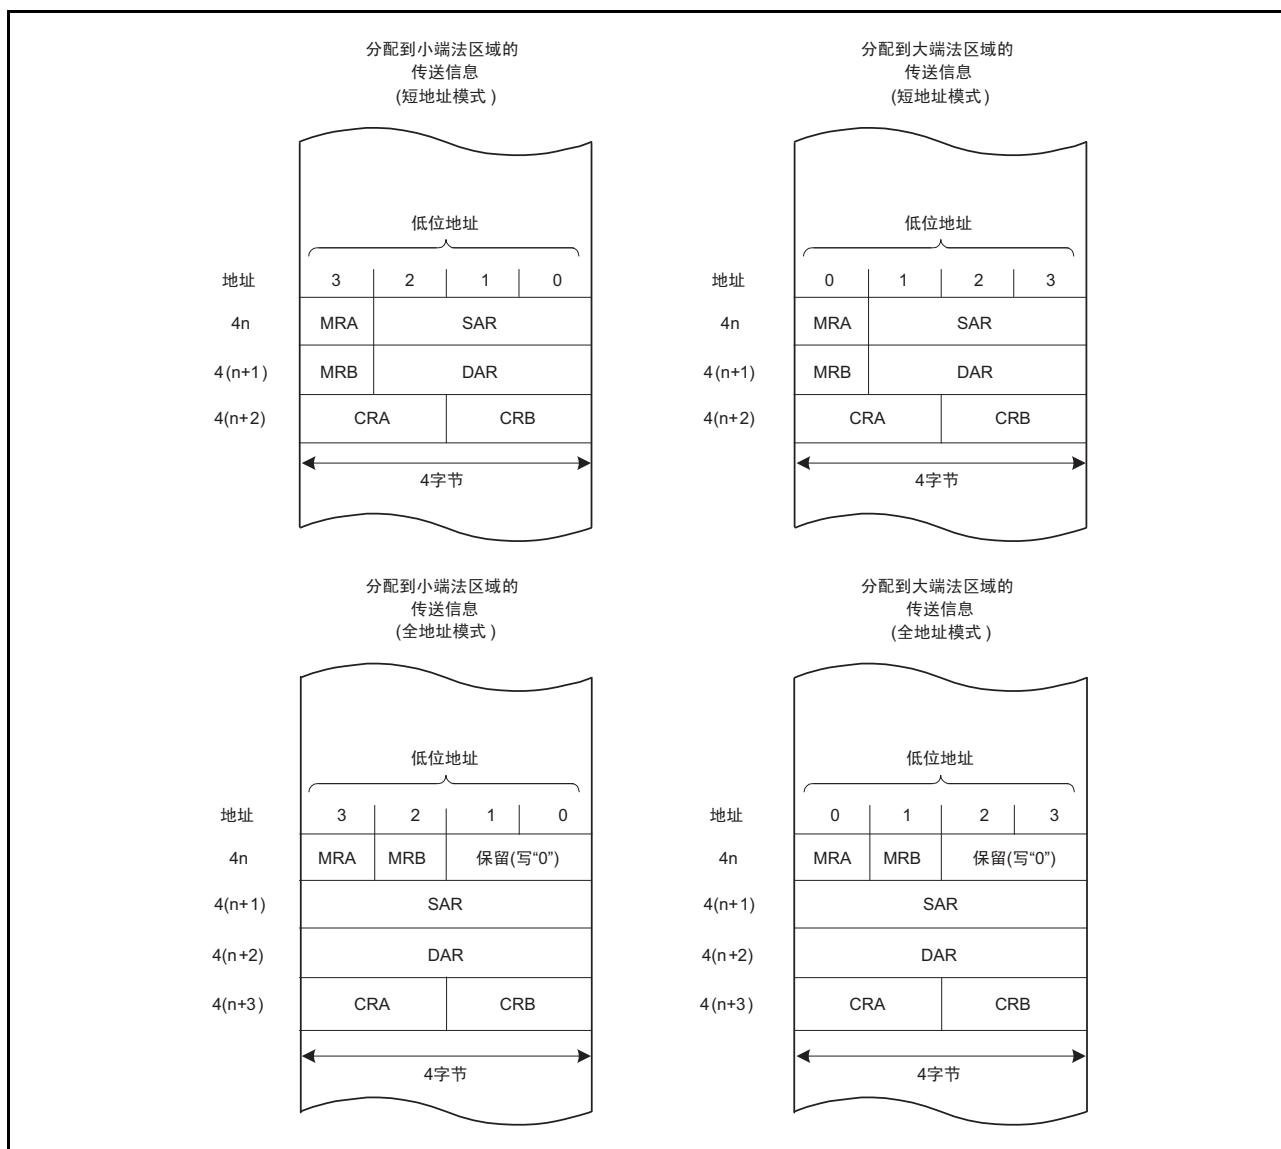 分配到小端法区域的
传送信息
(短地址模式)
低位地址
地址 3 2 1 0
4n MRA SAR
4(n+1) MRB DAR
4(n+2) CRA CRB
4字节
分配到大端法区域的
传送信息
(短地址模式)
低位地址
地址 0 1 2 3
4n MRA SAR
4(n+1) MRB DAR
4(n+2) CRA CRB
4字节
分配到小端法区域的
传送信息
(全地址模式)
低位地址
地址 3 2 1 0
4n MRA MRB 保留(写“0”)
4(n+1) SAR
4(n+2) DAR
4(n+3) CRA CRB
4字节
分配到大端法区域的
传送信息
(全地址模式)
低位地址
地址 0 1 2 3
4n MRA MRB 保留(写“0”)
4(n+1) SAR
4(n+2) DAR
4(n+3) CRA CRB
4字节